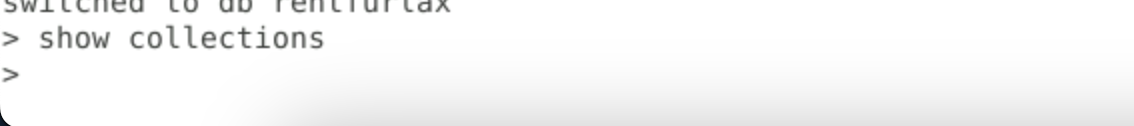 switched to db rentfurlax
> show collections
>